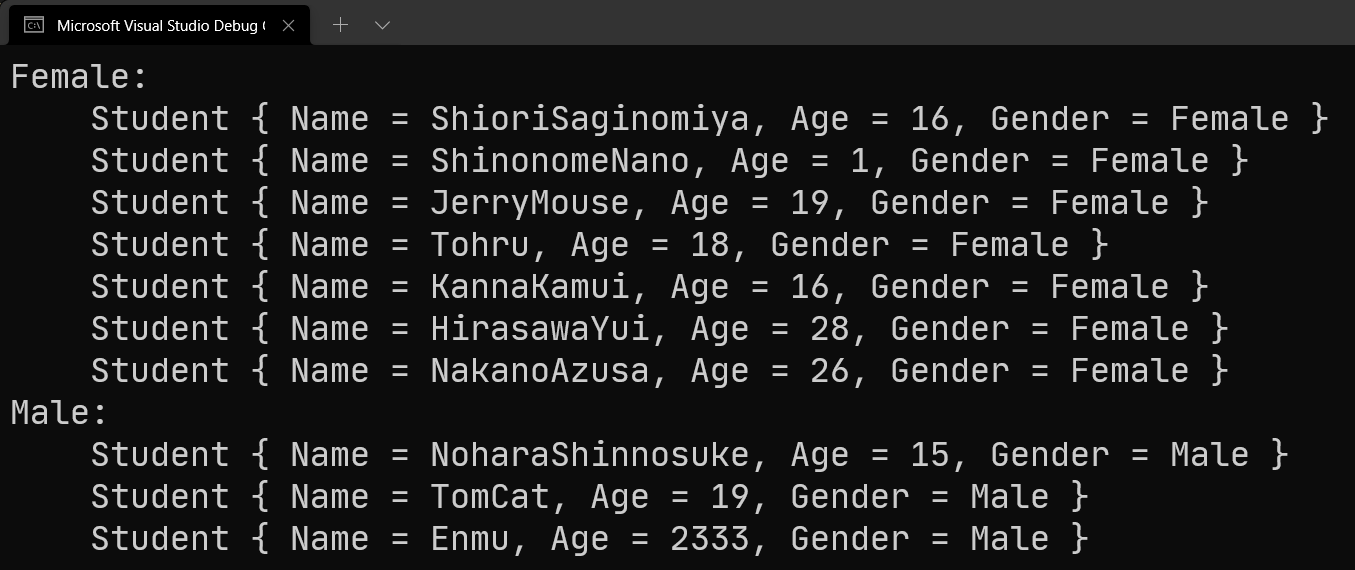 Microsoft Visual Studio Debug
Female:
    Student { Name = ShioriSaginomiya, Age = 16, Gender = Female }
    Student { Name = ShinonomeNano, Age = 1, Gender = Female }
    Student { Name = JerryMouse, Age = 19, Gender = Female }
    Student { Name = Tohru, Age = 18, Gender = Female }
    Student { Name = KannaKamui, Age = 16, Gender = Female }
    Student { Name = HirasawaYui, Age = 28, Gender = Female }
    Student { Name = NakanoAzusa, Age = 26, Gender = Female }
Male:
    Student { Name = NoharaShinnosuke, Age = 15, Gender = Male }
    Student { Name = TomCat, Age = 19, Gender = Male }
    Student { Name = Enmu, Age = 2333, Gender = Male }